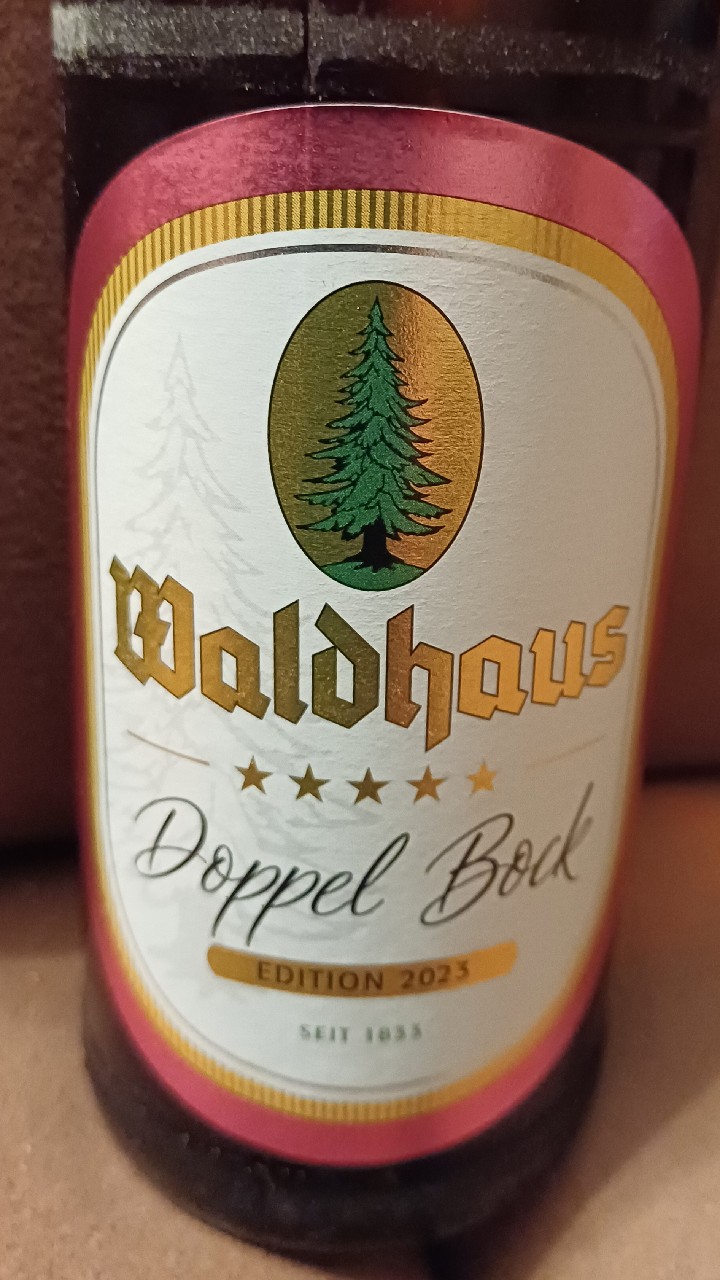 Waldhaus
Doppel Bock
EDITION 2023
SEIT 1833